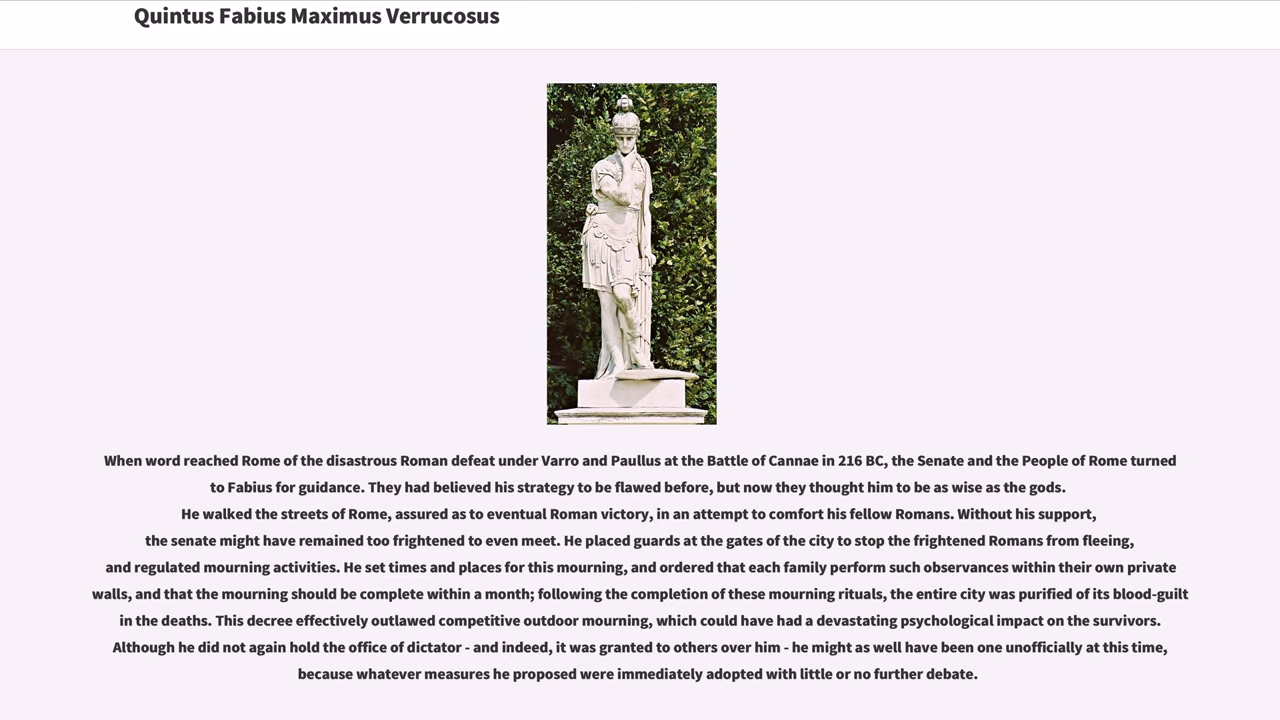 Quintus Fabius Maximus Verrucosus
When word reached Rome of the disastrous Roman defeat under Varro and Paullus at the Battle of Cannae in 216 BC, the Senate and the People of Rome turned
to Fabius for guidance. They had believed his strategy to be flawed before, but now they thought him to be as wise as the gods.
He walked the streets of Rome, assured as to eventual Roman victory, in an attempt to comfort his fellow Romans. Without his support,
the senate might have remained too frightened to even meet. He placed guards at the gates of the city to stop the frightened Romans from fleeing,
and regulated mourning activities. He set times and places for this mourning, and ordered that each family perform such observances within their own private
walls, and that the mourning should be complete within a month; following the completion of these mourning rituals, the entire city was purified of its blood-guilt
in the deaths. This decree effectively outlawed competitive outdoor mourning, which could have had a devastating psychological impact on the survivors.
Although he did not again hold the office of dictator - and indeed, it was granted to others over him - he might as well have been one unofficially at this time,
because whatever measures he proposed were immediately adopted with little or no further debate.